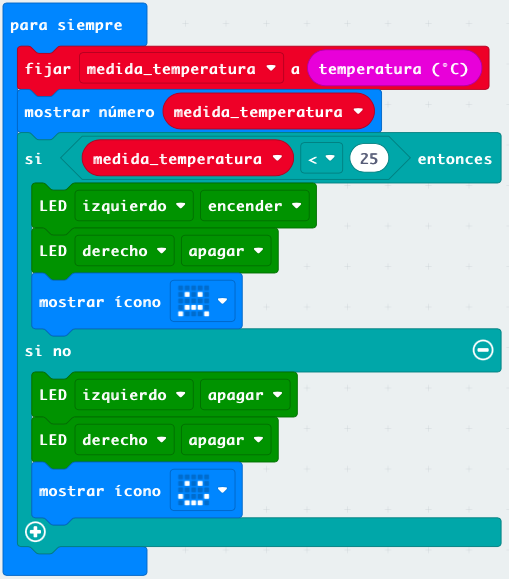 para siempre
fijar medida_temperatura a temperatura (°C)
mostrar número medida_temperatura
si medida_temperatura < 25 entonces
LED izquierdo encender
LED derecho apagar
mostrar ícono
si no
LED izquierdo apagar
LED derecho apagar
mostrar ícono